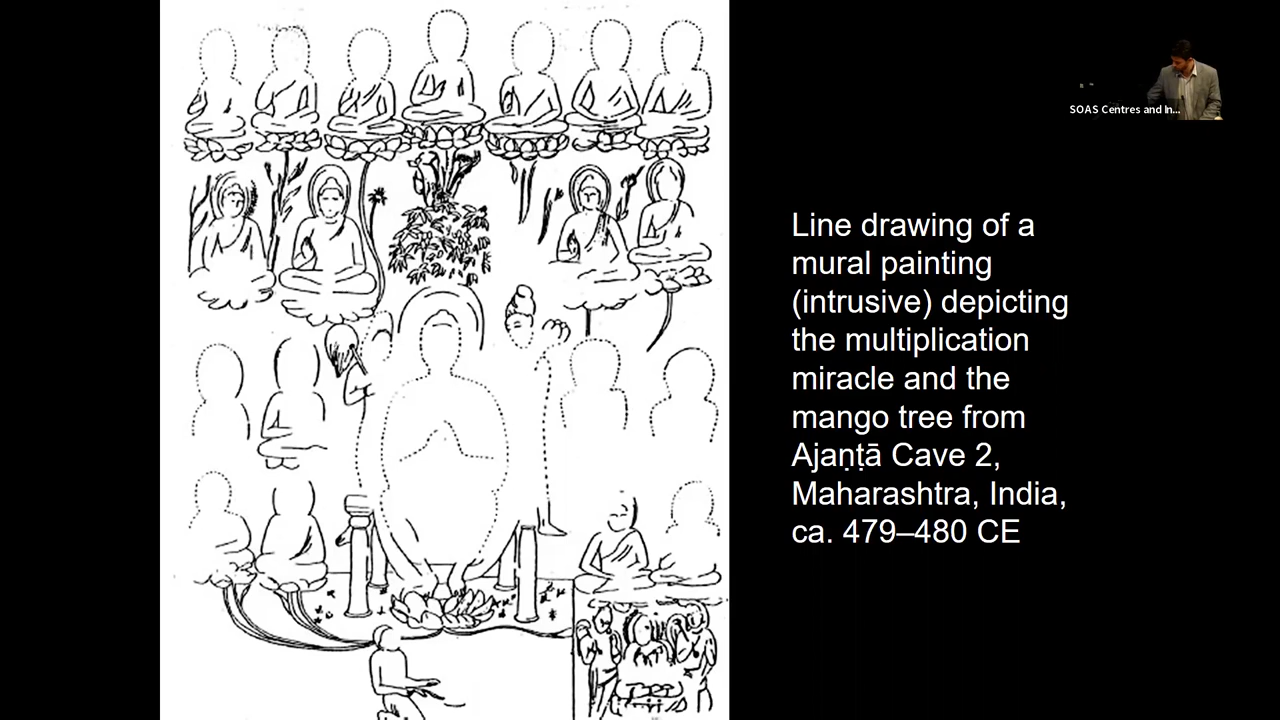 SOAS Centres and In...
Line drawing of a
mural painting
(intrusive) depicting
the multiplication
miracle and the
mango tree from
Ajaṇṭā Cave 2,
Maharashtra, India,
ca. 479–480 CE